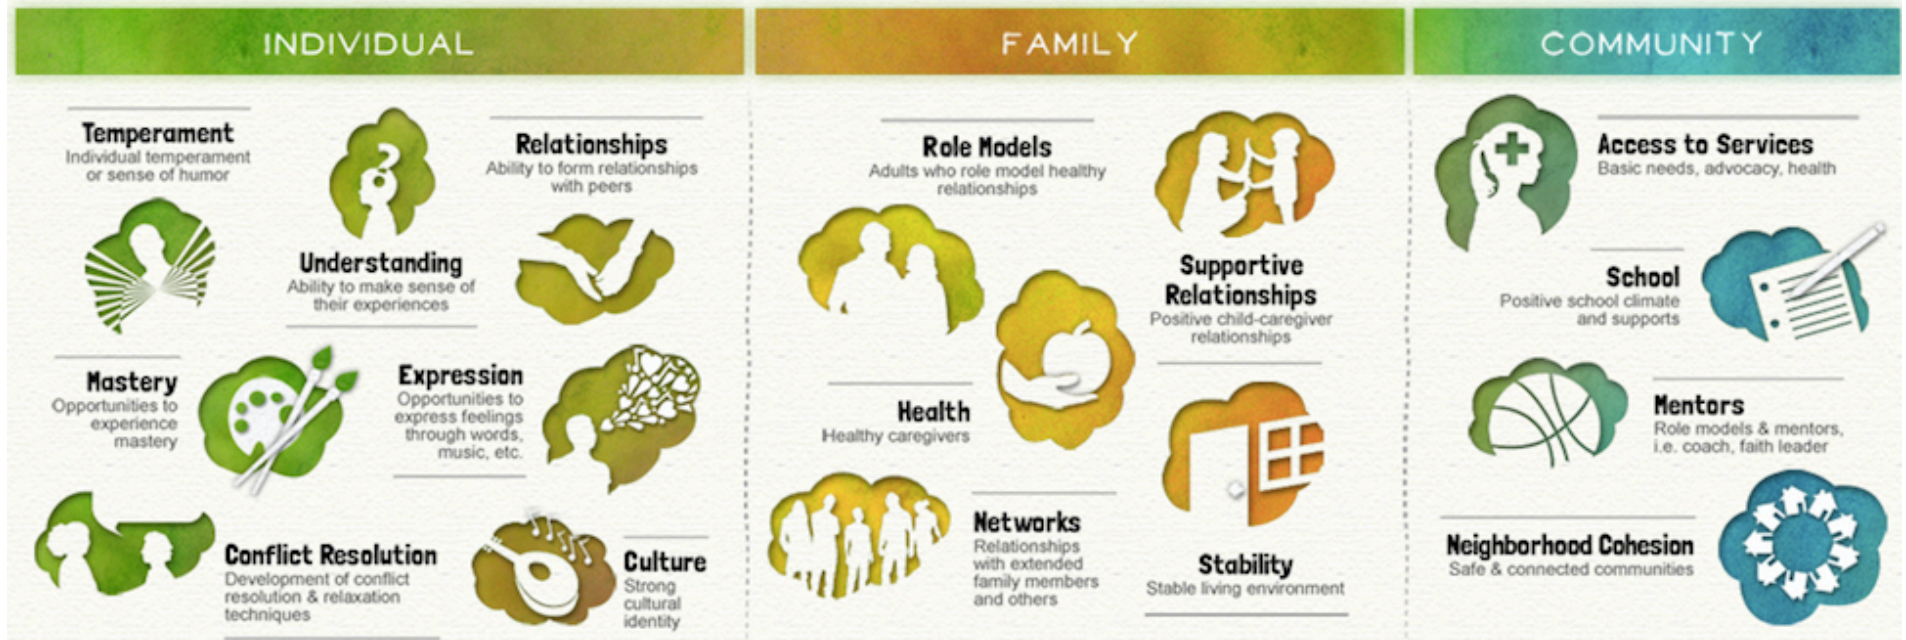 INDIVIDUAL
Temperament
Individual temperament
or sense of humor
Understanding
Ability to make sense of
their experiences
Relationships
Ability to form relationships
with peers
Mastery
Opportunities to
experience
mastery
Expression
Opportunities to
express feelings
through words,
music, etc.
Conflict Resolution
Development of conflict
resolution & relaxation
techniques
Culture
Strong
cultural
identity
FAMILY
Role Models
Adults who role model healthy
relationships
Supportive
Relationships
Positive child-caregiver
relationships
Health
Healthy caregivers
Networks
Relationships
with extended
family members
and others
Stability
Stable living environment
COMMUNITY
Access to Services
Basic needs, advocacy, health
School
Positive school climate
and supports
Mentors
Role models & mentors,
i.e. coach, faith leader
Neighborhood Cohesion
Safe & connected communities